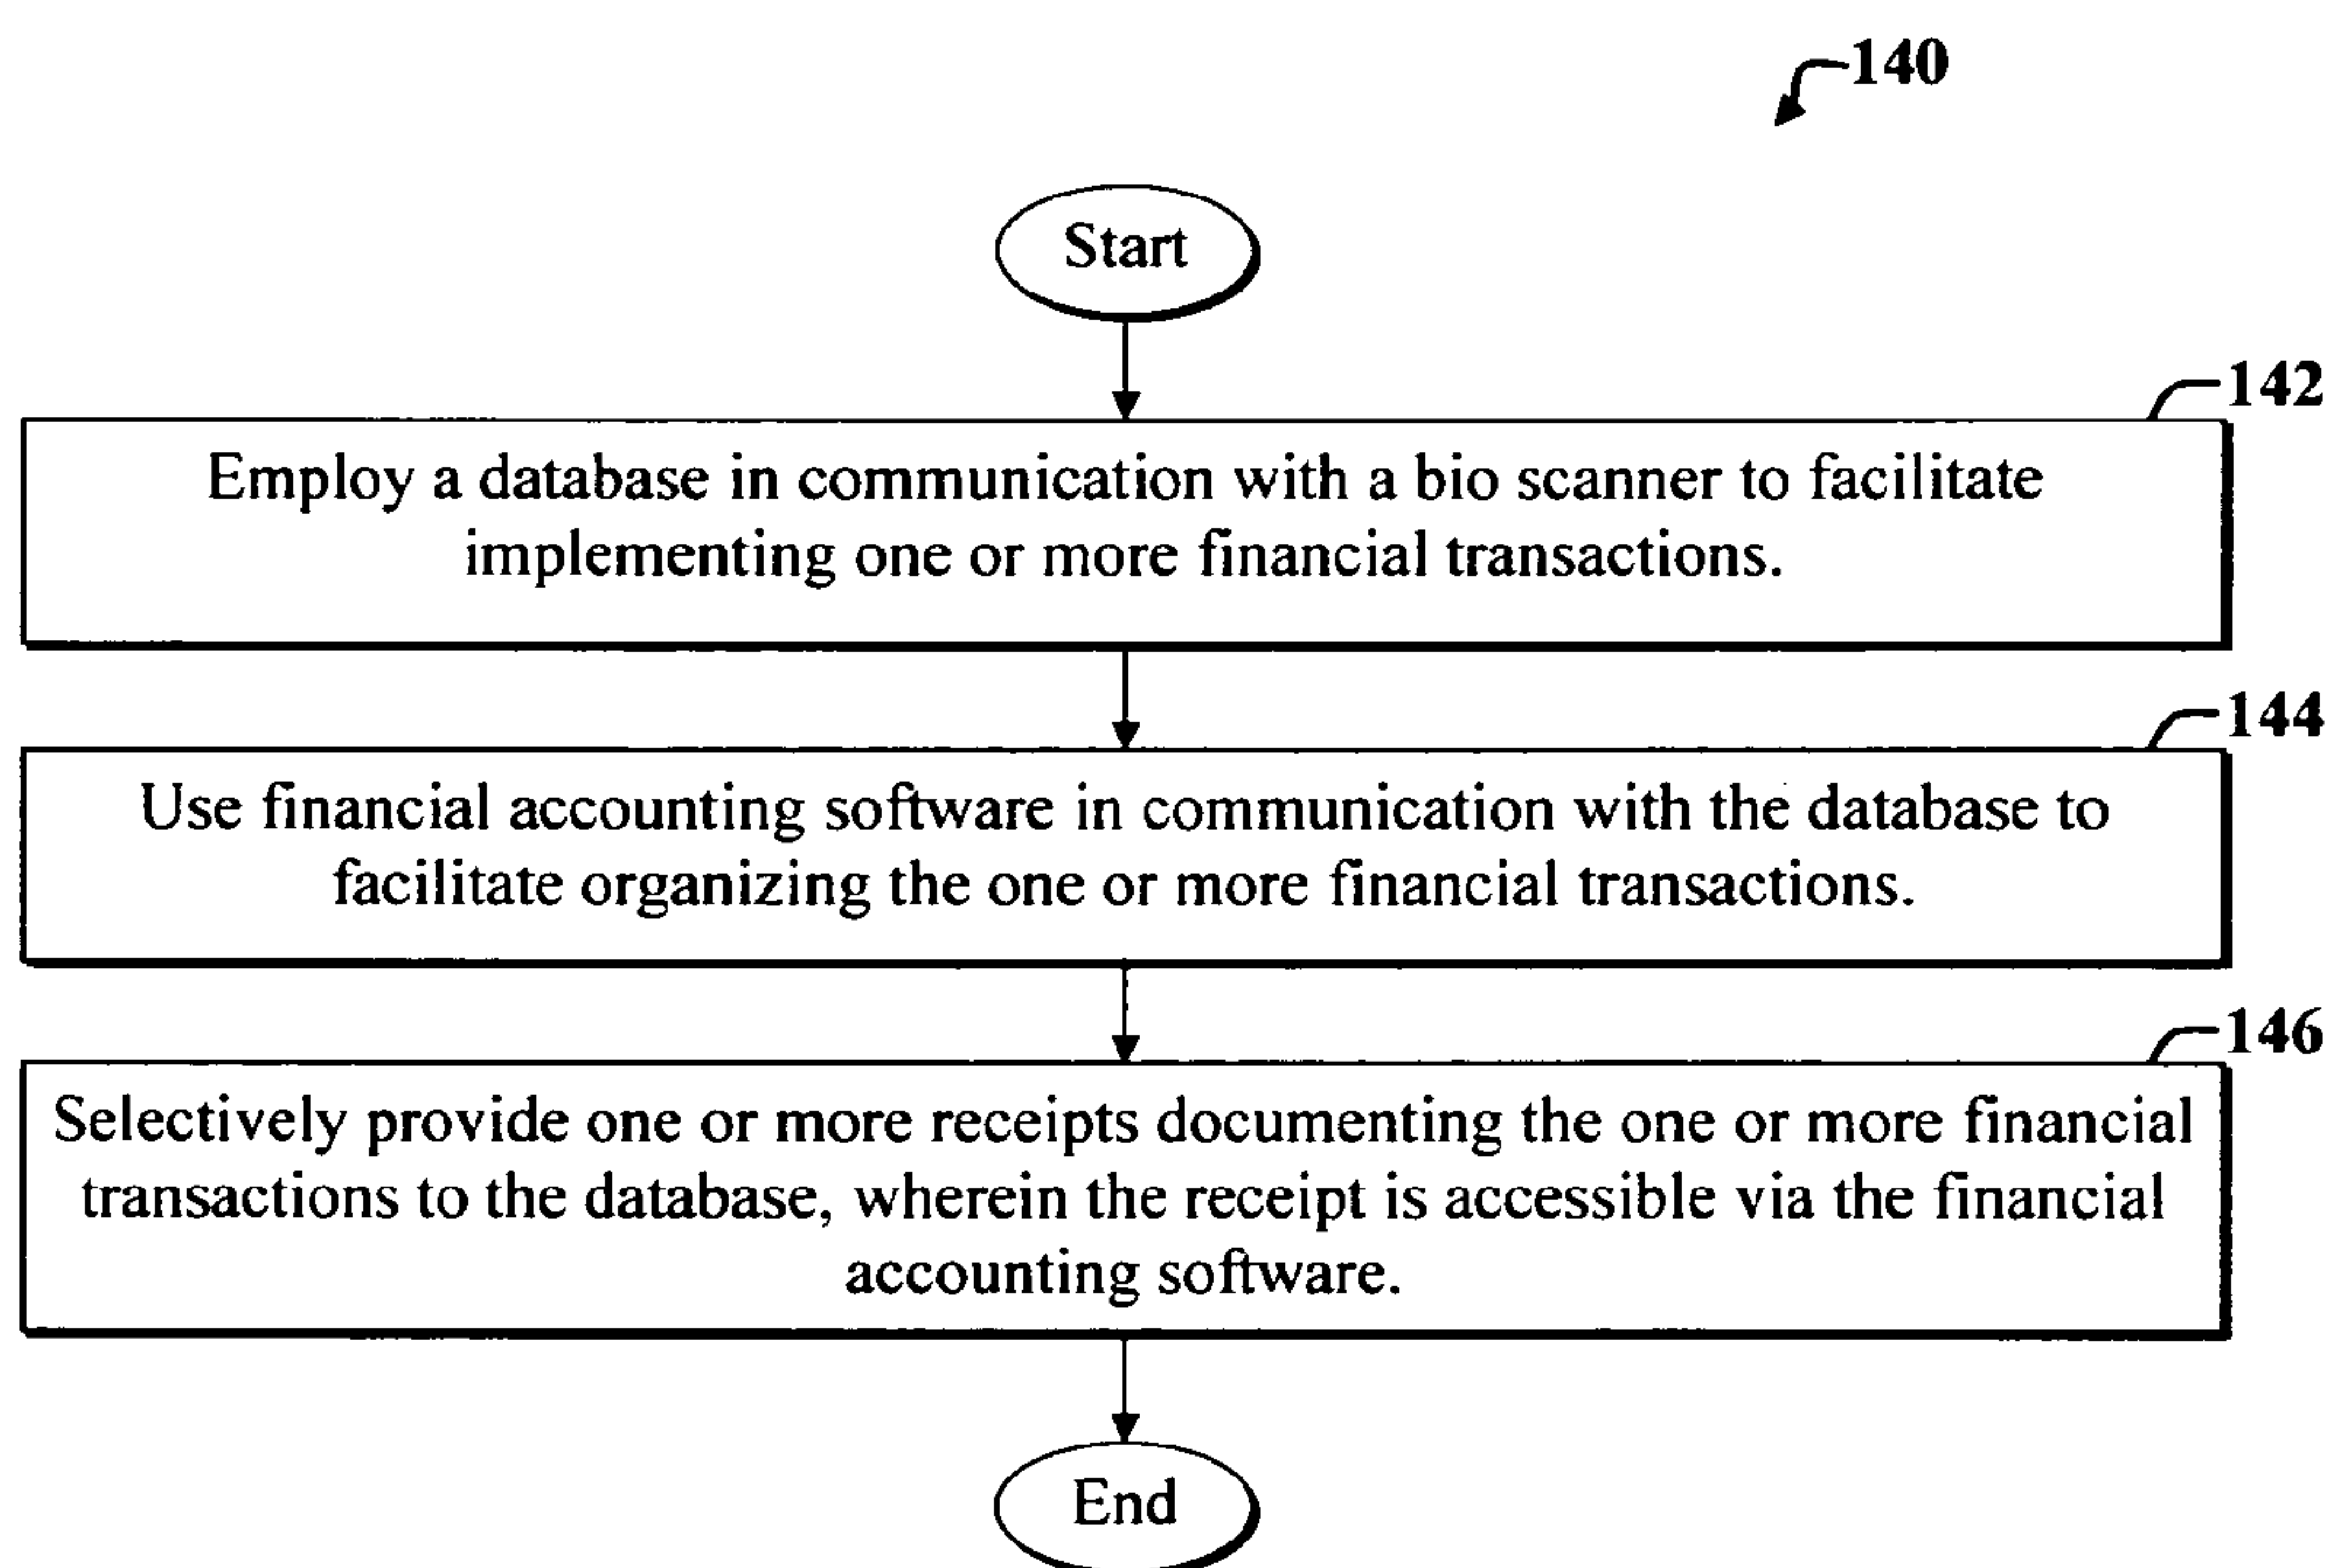 140
Start
142
Employ a database in communication with a bio scanner to facilitate
implementing one or more financial transactions.
144
Use financial accounting software in communication with the database to
facilitate organizing the one or more financial transactions.
146
Selectively provide one or more receipts documenting the one or more financial
transactions to the database, wherein the receipt is accessible via the financial
accounting software.
End